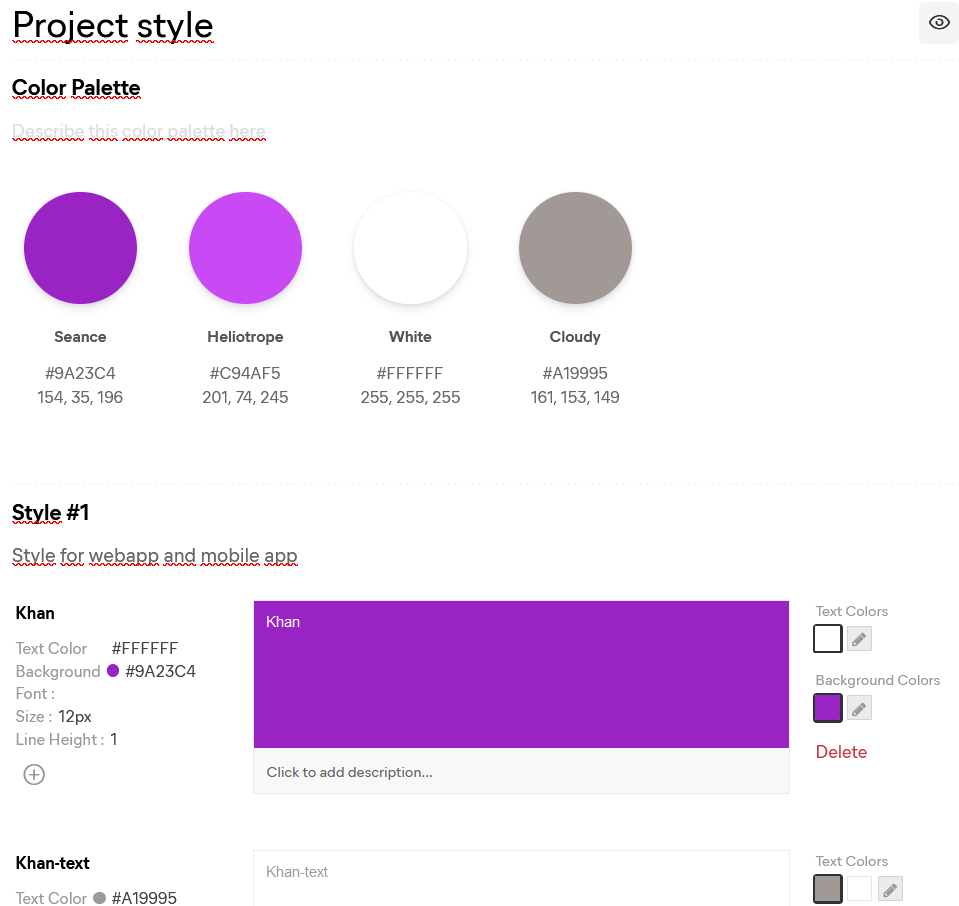 Project style
Color Palette
Describe this color palette here
Seance
Heliotrope
White
Cloudy
#9A23C4
#C94AF5
#FFFFFF
#A19995
154, 35, 196
201, 74, 245
255, 255, 255
161, 153, 149
Style #1
Style for webapp and mobile app
Khan
Text Color #FFFFFF
Background #9A23C4
Font :
Size : 12px
Line Height : 1
Khan
Click to add description...
Text Colors
Background Colors
Delete
Khan-text
Text Color #A19995
Khan-text
Text Colors